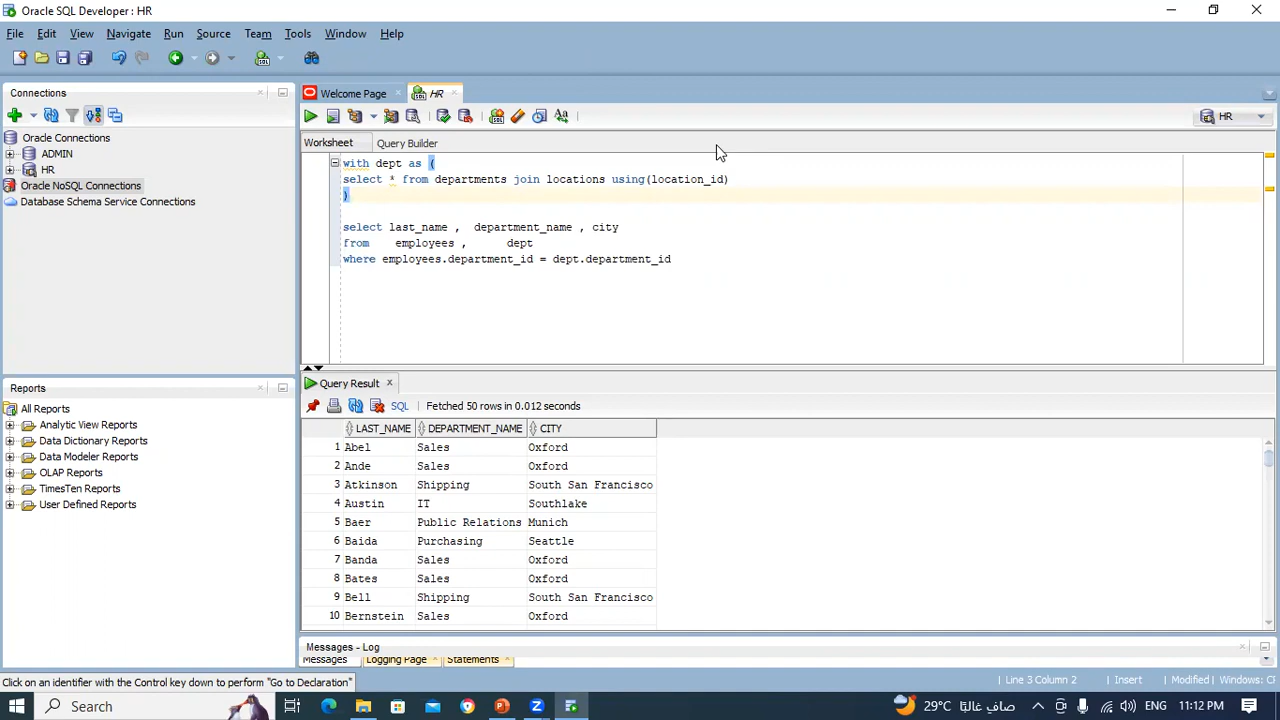 Oracle SQL Developer : HR
File Edit View Navigate Run Source Team Tools Window Help
Connections
Oracle Connections
ADMIN
HR
Oracle NoSQL Connections
Database Schema Service Connections
Reports
All Reports
Analytic View Reports
Data Dictionary Reports
Data Modeler Reports
OLAP Reports
TimesTen Reports
User Defined Reports
Welcome Page HR
HR
Worksheet Query Builder
with dept as (
select * from departments join locations using(location_id)
)
select last_name , department_name , city
from employees , dept
where employees.department_id = dept.department_id
Query Result
SQL Fetched 50 rows in 0.012 seconds
LAST_NAME DEPARTMENT_NAME CITY
1 Abel Sales Oxford
2 Ande Sales Oxford
3 Atkinson Shipping South San Francisco
4 Austin IT Southlake
5 Baer Public Relations Munich
6 Baida Purchasing Seattle
7 Banda Sales Oxford
8 Bates Sales Oxford
9 Bell Shipping South San Francisco
10 Bernstein Sales Oxford
Messages - Log
Messages Logging Page Statements
Click on an identifier with the Control key down to perform "Go to Declaration"
Line 3 Column 2 Insert Modified Windows: CF
Search
29°C صافٍ غالبًا ENG 11:12 PM